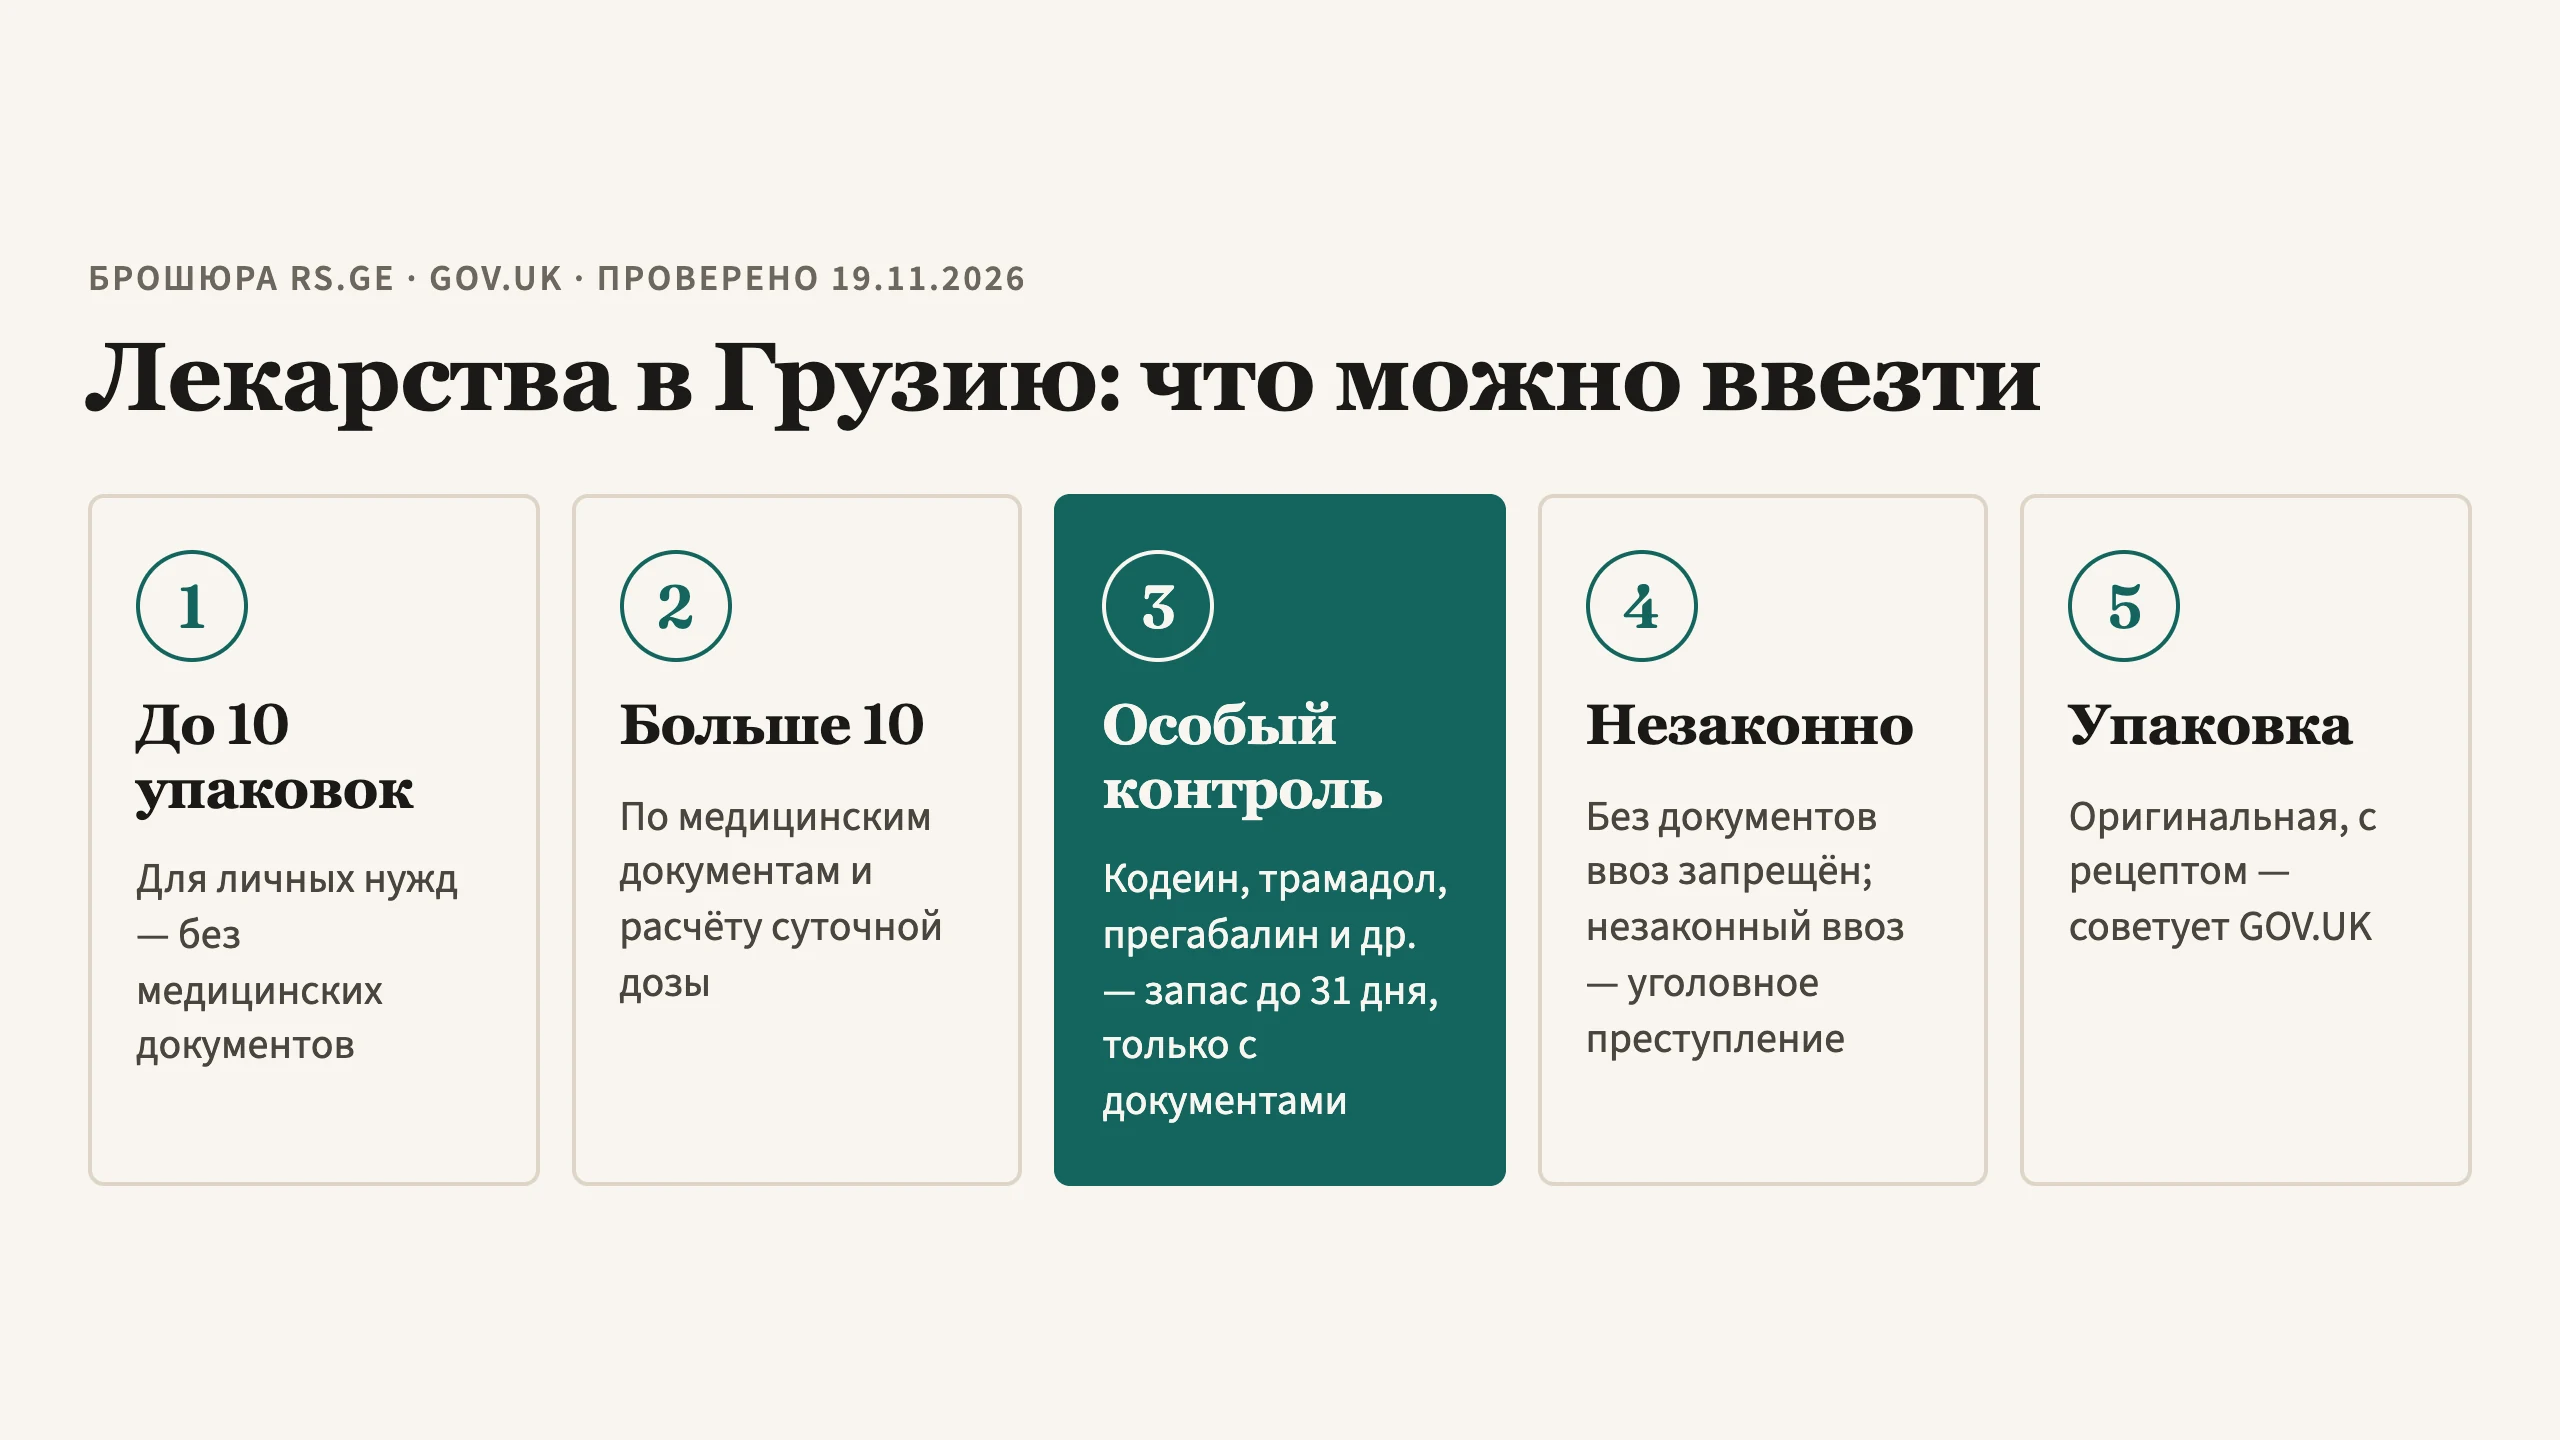 БРОШЮРА RS.GE · GOV.UK · ПРОВЕРЕНО 19.11.2026
Лекарства в Грузию: что можно ввезти
1
До 10
упаковок
Для личных нужд
— без
медицинских
документов
2
Больше 10
По медицинским
документам и
расчёту суточной
дозы
3
Особый
контроль
Кодеин, трамадол,
прегабалин и др.
— запас до 31 дня,
только с
документами
4
Незаконно
Без документов
ввоз запрещён;
незаконный ввоз
— уголовное
преступление
5
Упаковка
Оригинальная, с
рецептом —
советует GOV.UK